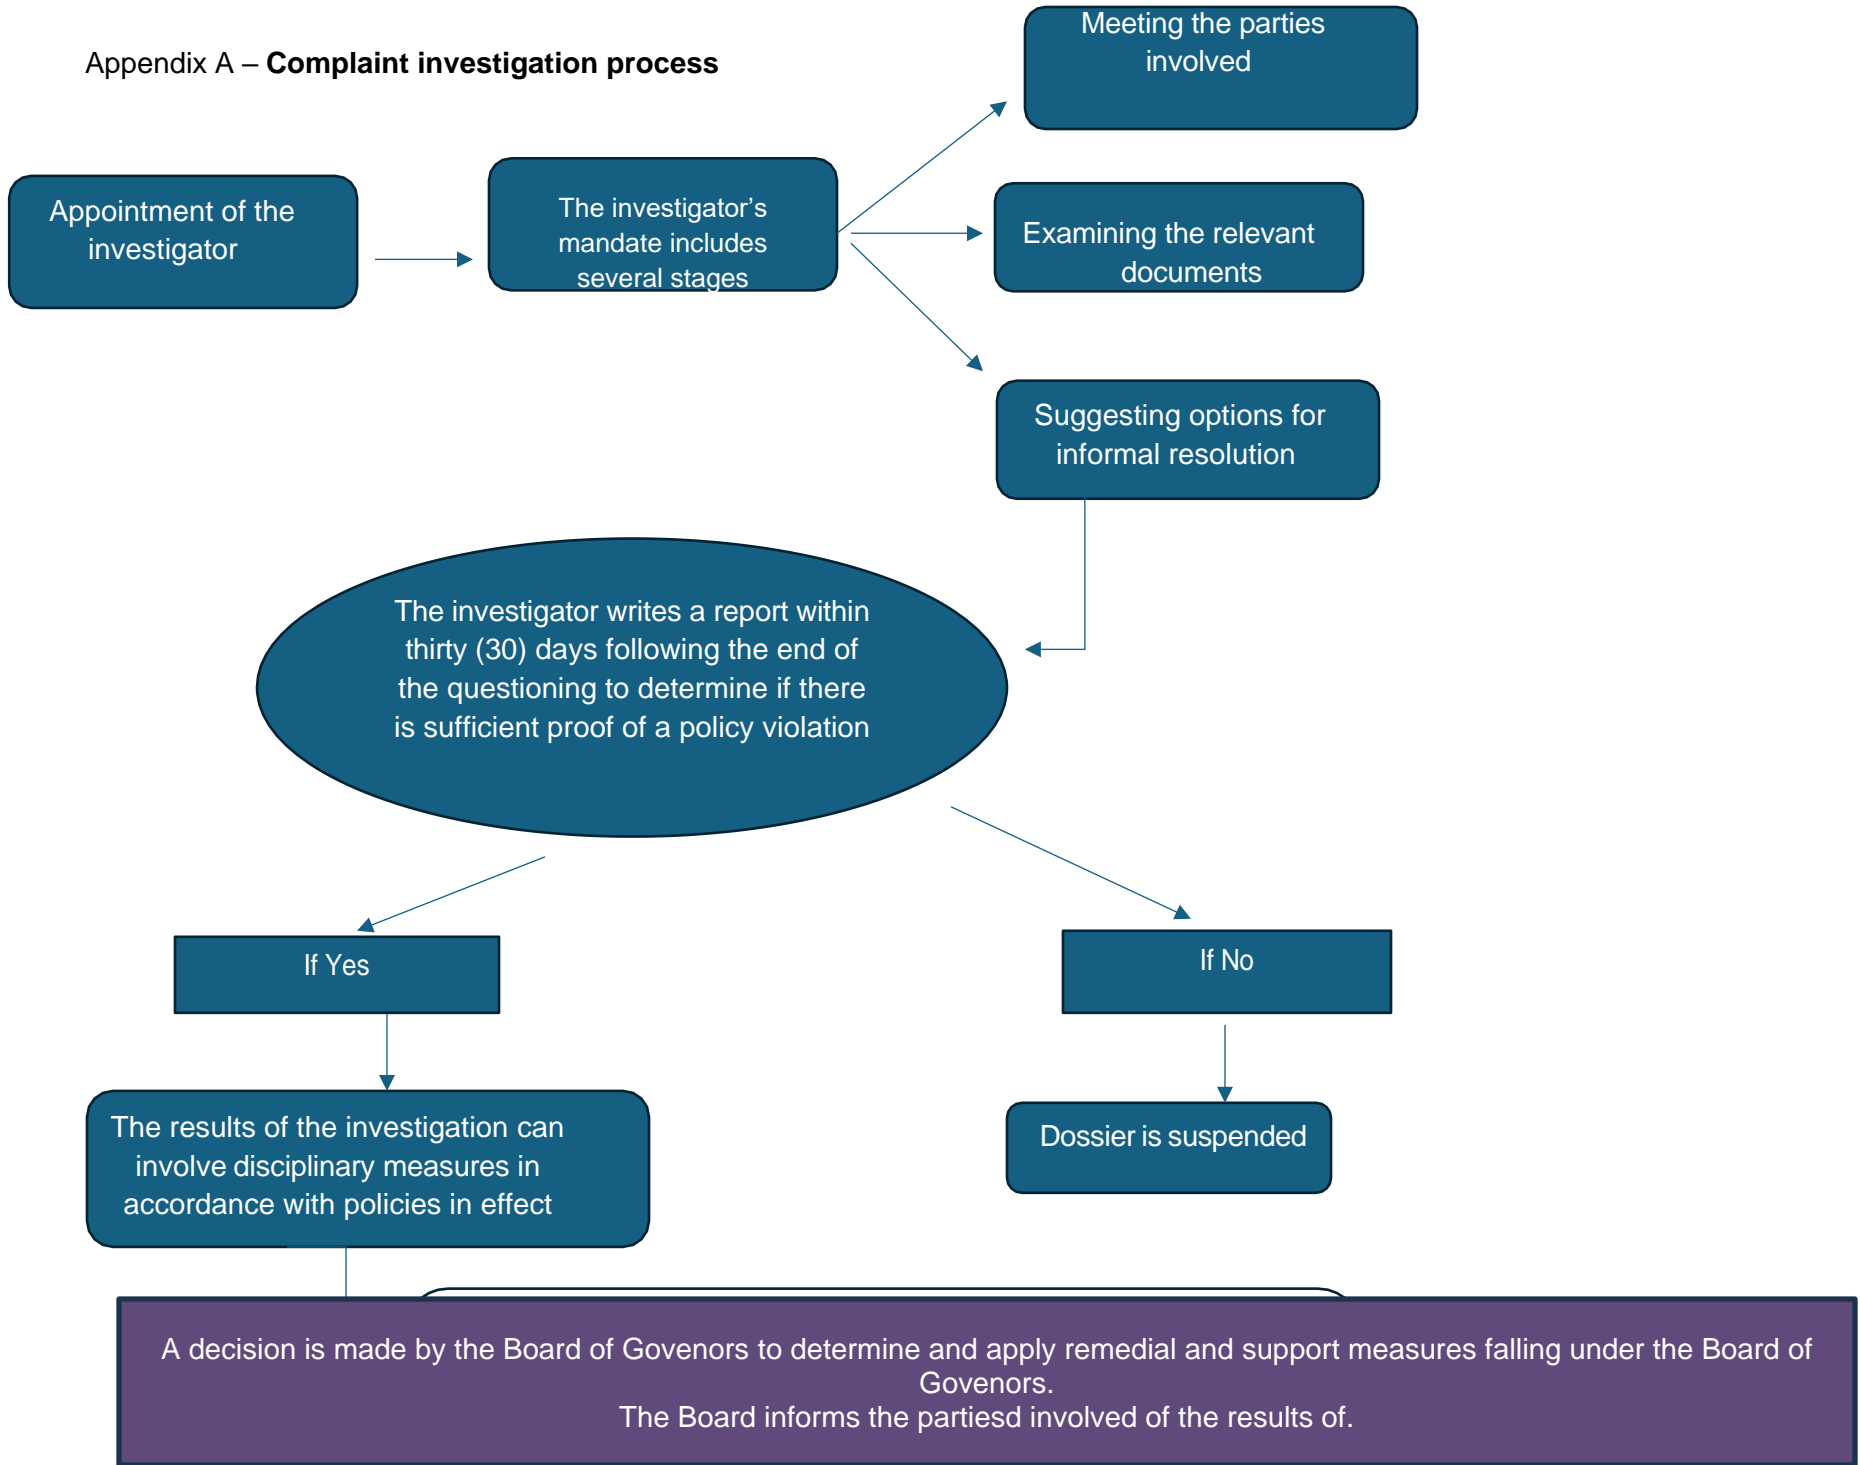 Appendix A – Complaint investigation process
Meeting the parties
involved
Appointment of the
investigator
The investigator’s
mandate includes
several stages
Examining the relevant
documents
Suggesting options for
informal resolution
The investigator writes a report within
thirty (30) days following the end of
the questioning to determine if there
is sufficient proof of a policy violation
If Yes
If No
The results of the investigation can
involve disciplinary measures in
accordance with policies in effect
Dossier is suspended
A decision is made by the Board of Govenors to determine and apply remedial and support measures falling under the Board of
Govenors.
The Board informs the partiesd involved of the results of.